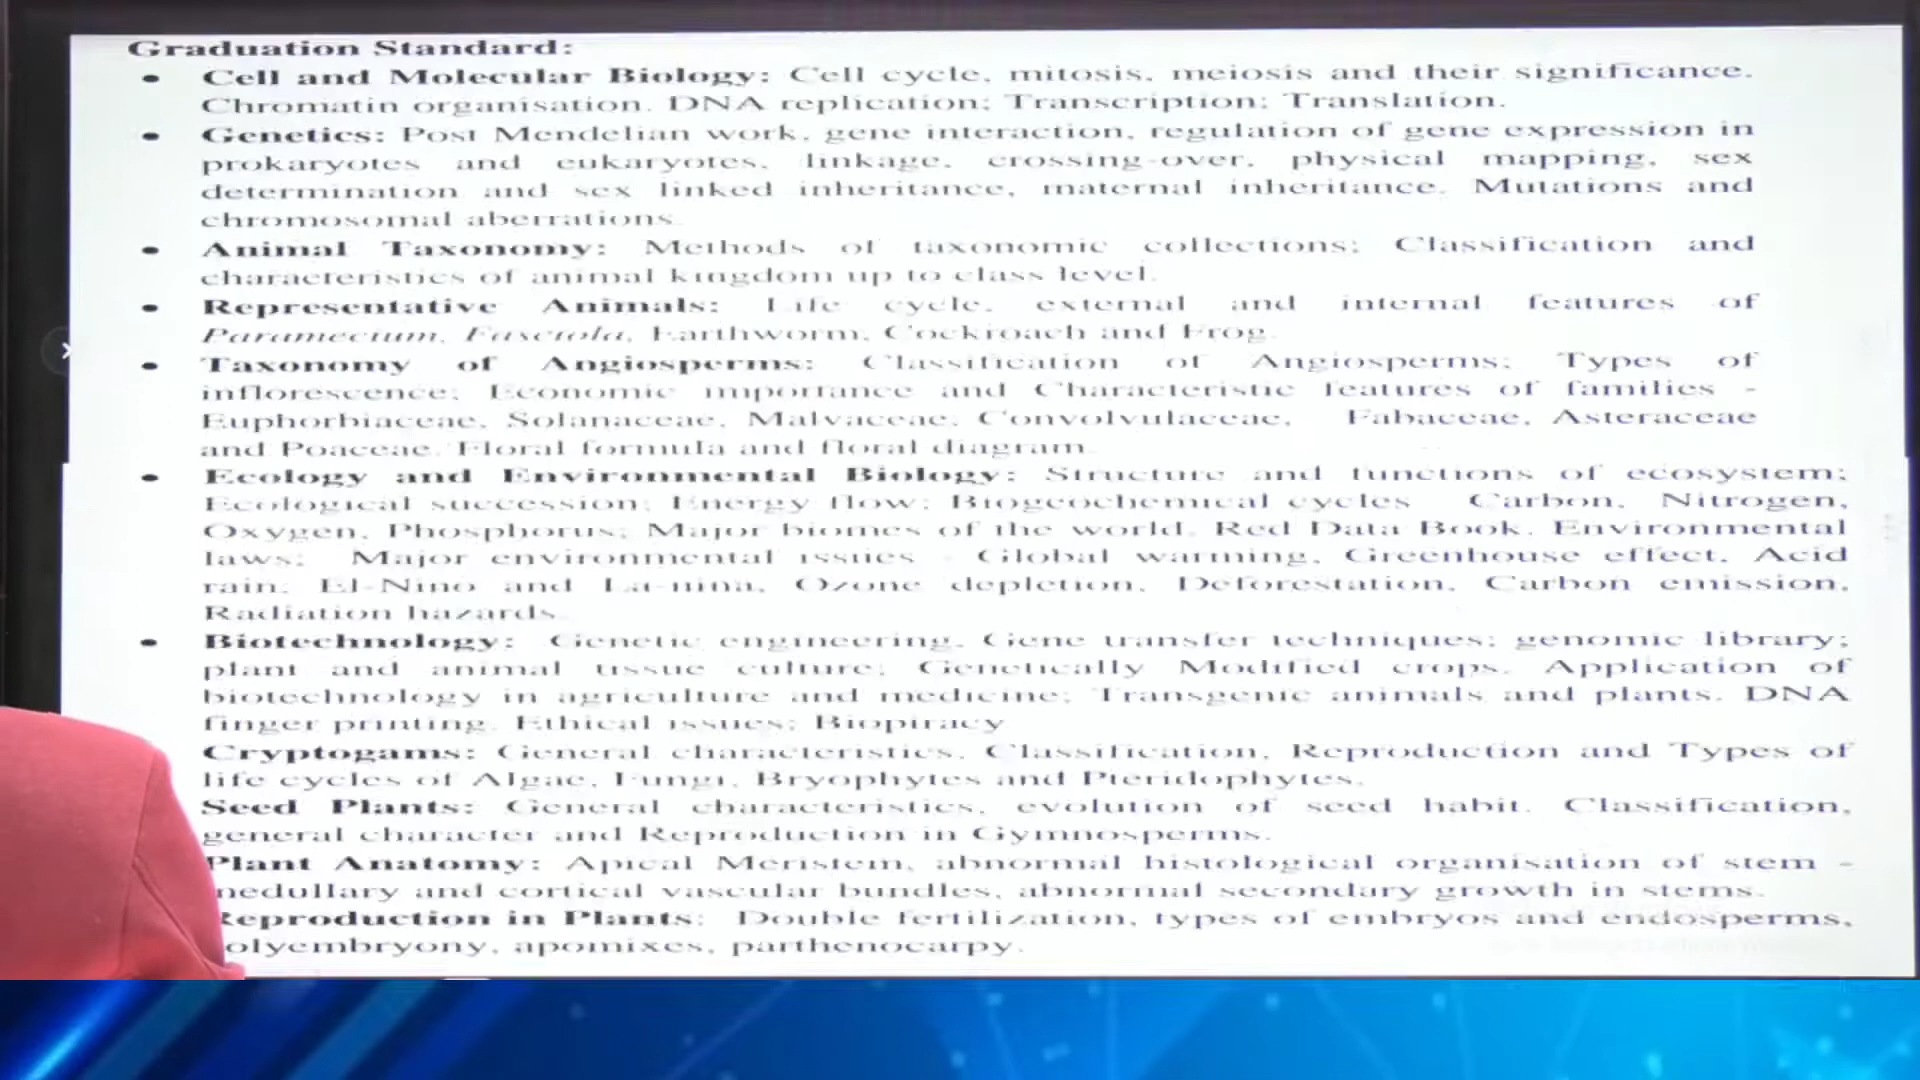 Graduation Standard:
• Cell and Molecular Biology: Cell cycle, mitosis, meiosis and their significance.
Chromatin organisation. DNA replication; Transcription; Translation.
• Genetics: Post Mendelian work, gene interaction, regulation of gene expression in
prokaryotes and eukaryotes, linkage, crossing-over, physical mapping, sex
determination and sex linked inheritance, maternal inheritance. Mutations and
chromosomal aberrations.
• Animal Taxonomy: Methods of taxonomic collections; Classification and
characteristics of animal kingdom up to class level.
• Representative Animals: Life cycle, external and internal features of
Paramecium, Fasciola, Earthworm, Cockroach and Frog.
• Taxonomy of Angiosperms: Classification of Angiosperms; Types of
inflorescence; Economic importance and Characteristic features of families -
Euphorbiaceae, Solanaceae, Malvaceae, Convolvulaceae, Fabaceae, Asteraceae
and Poaceae. Floral formula and floral diagram.
• Ecology and Environmental Biology: Structure and functions of ecosystem;
Ecological succession; Energy flow; Biogeochemical cycles Carbon, Nitrogen,
Oxygen, Phosphorus; Major biomes of the world, Red Data Book. Environmental
laws; Major environmental issues - Global warming, Greenhouse effect, Acid
rain; El-Nino and La-nina, Ozone depletion, Deforestation, Carbon emission,
Radiation hazards.
• Biotechnology: Genetic engineering, Gene transfer techniques; genomic library;
plant and animal tissue culture; Genetically Modified crops. Application of
biotechnology in agriculture and medicine; Transgenic animals and plants. DNA
finger printing. Ethical issues; Biopiracy
Cryptogams: General characteristics, Classification, Reproduction and Types of
life cycles of Algae, Fungi, Bryophytes and Pteridophytes.
Seed Plants: General characteristics, evolution of seed habit. Classification,
general character and Reproduction in Gymnosperms.
Plant Anatomy: Apical Meristem, abnormal histological organisation of stem -
medullary and cortical vascular bundles, abnormal secondary growth in stems.
Reproduction in Plants: Double fertilization, types of embryos and endosperms,
olyembryony, apomixes, parthenocarpy.